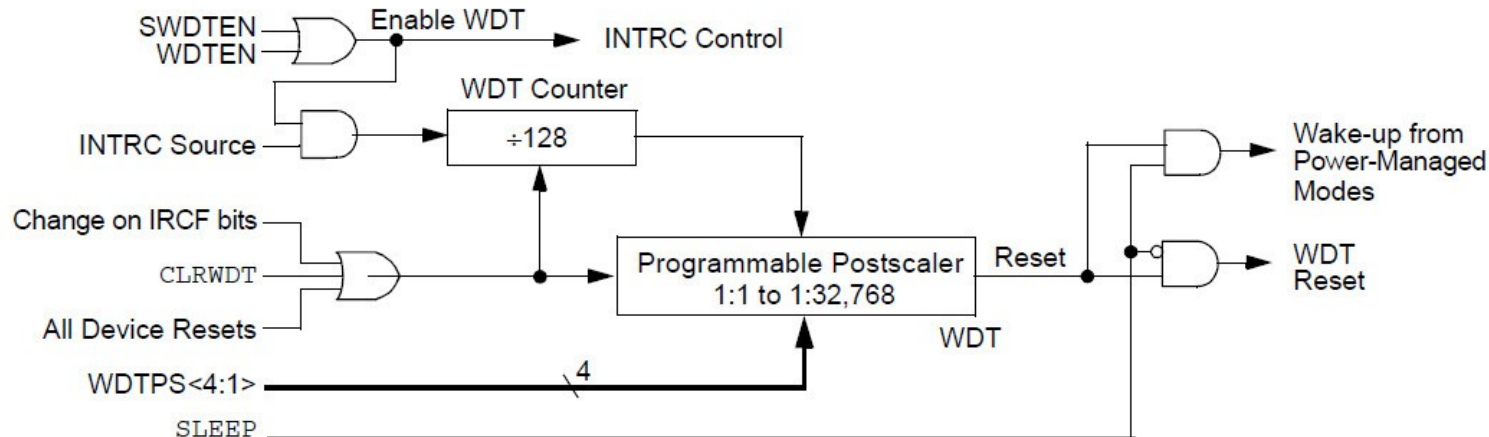 SWDTEN
WDTEN
Enable WDT
INTRC Control
WDT Counter
INTRC Source
÷128
Wake-up from
Power-Managed
Modes
Change on IRCF bits
CLRWDT
All Device Resets
Programmable Postscaler
1:1 to 1:32,768
Reset
WDT
Reset
WDT
WDTPS<4:1>
4
SLEEP